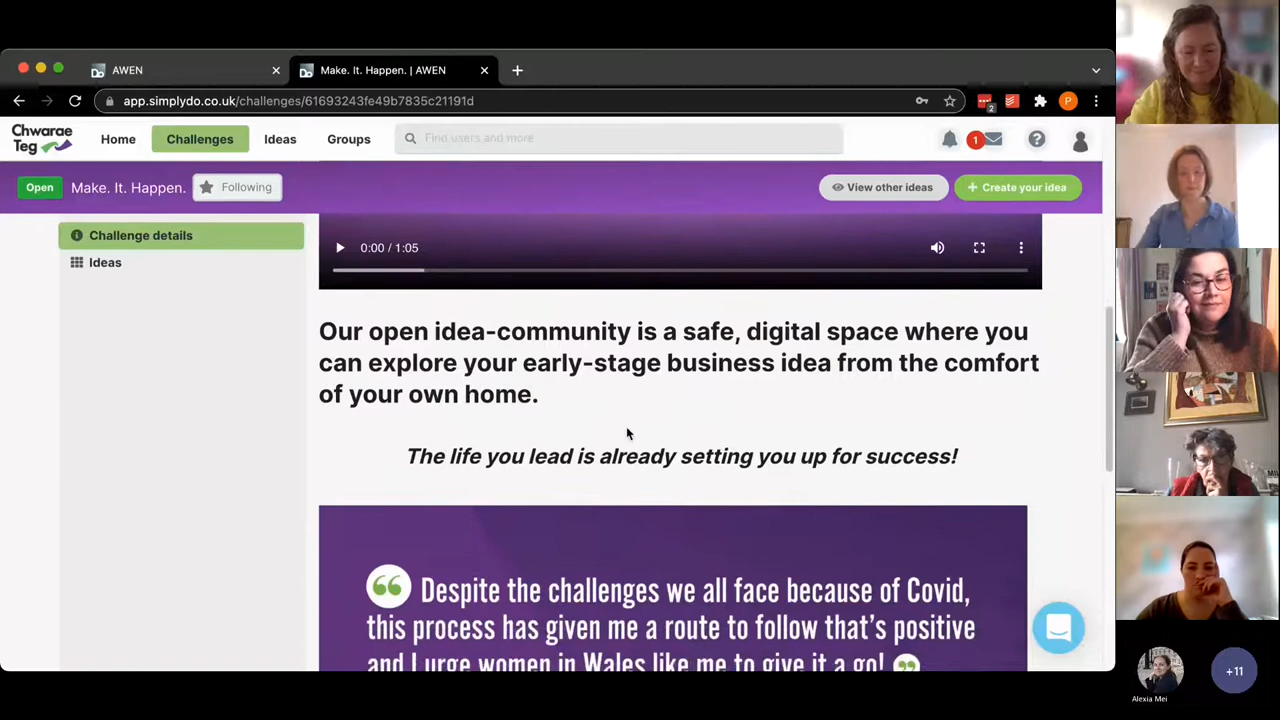 AWEN
Make. It. Happen. | AWEN
app.simplydo.co.uk/challenges/61693243fe49b7835c21191d
2
P
Chwarae
Teg
Home
Challenges
Ideas
Groups
Find users and more
1
Open
Make. It. Happen.
Following
View other ideas
Create your idea
Challenge details
Ideas
0:00 / 1:05
Our open idea-community is a safe, digital space where you
can explore your early-stage business idea from the comfort
of your own home.
The life you lead is already setting you up for success!
Despite the challenges we all face because of Covid,
this process has given me a route to follow that's positive
and I urge women in Wales like me to give it a go!
Alexia Mei
+11